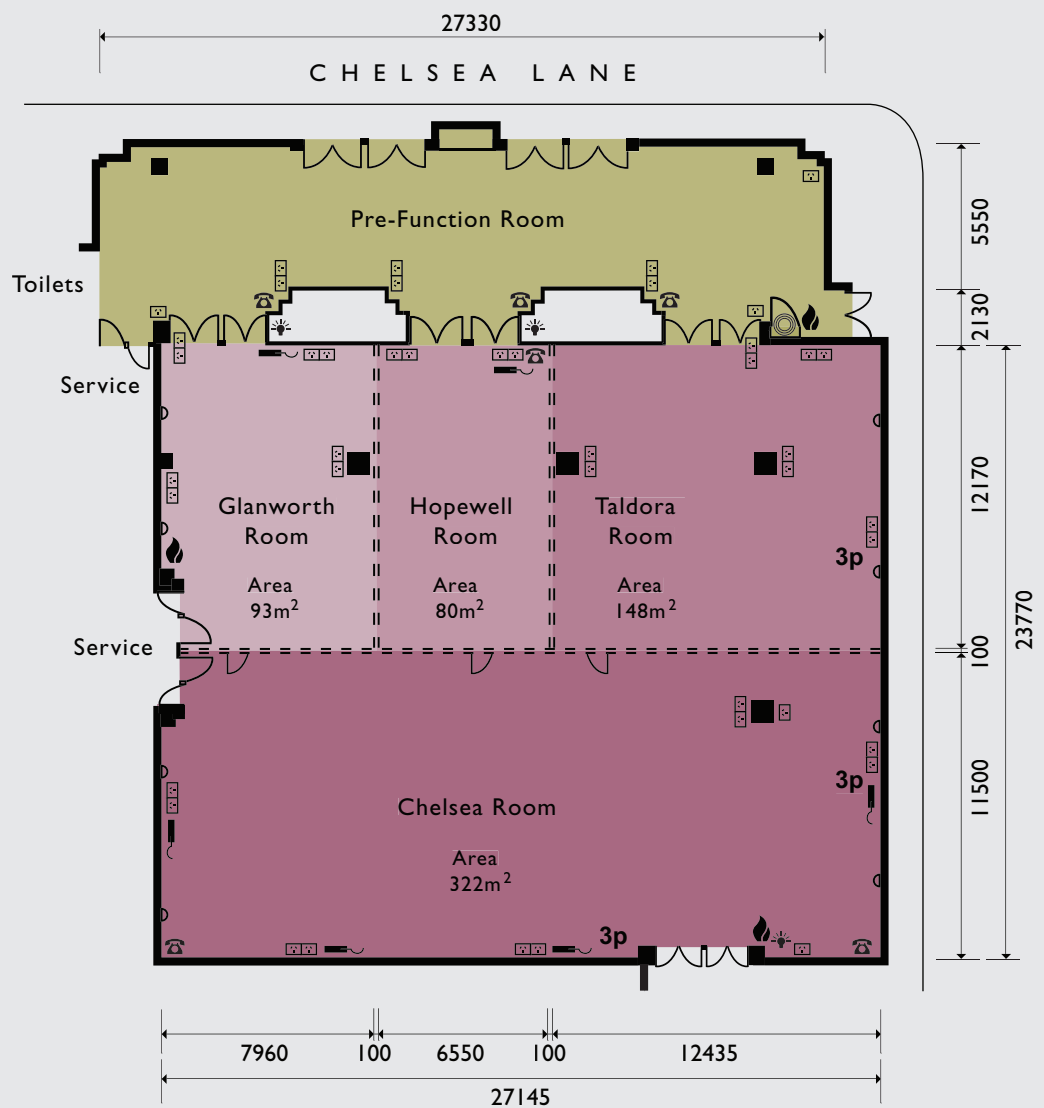 27330
CHELSEA LANE
Pre-Function Room
5550
Toilets
2130
Service
12170
Glanworth
Room
Hopewell
Room
Taldora
Room
3p
Area
93m²
Area
80m²
Area
148m²
23770
Service
100
3p
11500
Chelsea Room
Area
322m²
3p
7960
100
6550
100
12435
27145